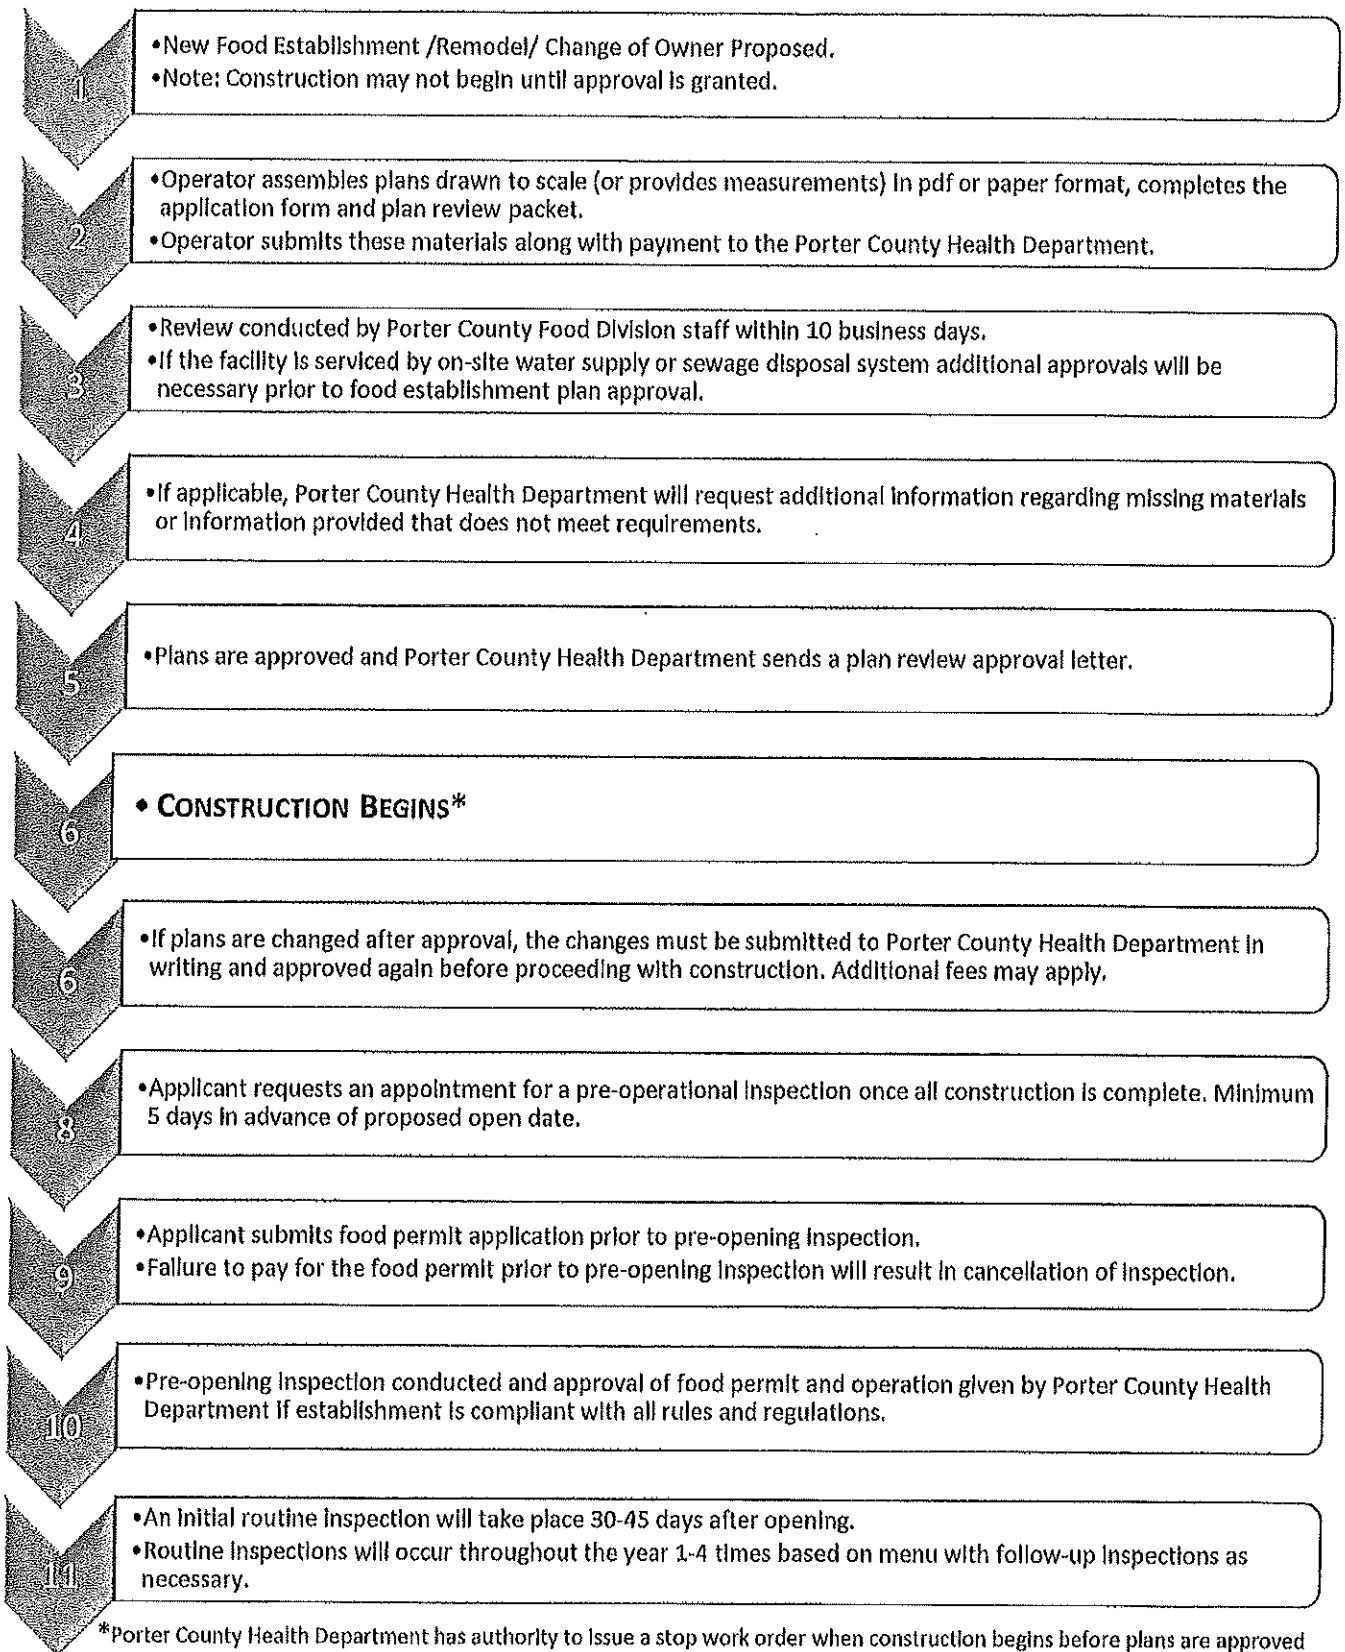 1
•New Food Establishment /Remodel/ Change of Owner Proposed.
•Note: Construction may not begin until approval is granted.
2
•Operator assembles plans drawn to scale (or provides measurements) in pdf or paper format, completes the
application form and plan review packet.
•Operator submits these materials along with payment to the Porter County Health Department.
3
•Review conducted by Porter County Food Division staff within 10 business days.
•If the facility is serviced by on-site water supply or sewage disposal system additional approvals will be
necessary prior to food establishment plan approval.
4
•If applicable, Porter County Health Department will request additional information regarding missing materials
or information provided that does not meet requirements.
5
•Plans are approved and Porter County Health Department sends a plan review approval letter.
6
• CONSTRUCTION BEGINS*
6
•If plans are changed after approval, the changes must be submitted to Porter County Health Department in
writing and approved again before proceeding with construction. Additional fees may apply.
8
•Applicant requests an appointment for a pre-operational inspection once all construction is complete. Minimum
5 days in advance of proposed open date.
9
•Applicant submits food permit application prior to pre-opening inspection.
•Failure to pay for the food permit prior to pre-opening inspection will result in cancellation of inspection.
10
•Pre-opening inspection conducted and approval of food permit and operation given by Porter County Health
Department if establishment is compliant with all rules and regulations.
11
•An initial routine inspection will take place 30-45 days after opening.
•Routine inspections will occur throughout the year 1-4 times based on menu with follow-up inspections as
necessary.
*Porter County Health Department has authority to issue a stop work order when construction begins before plans are approved